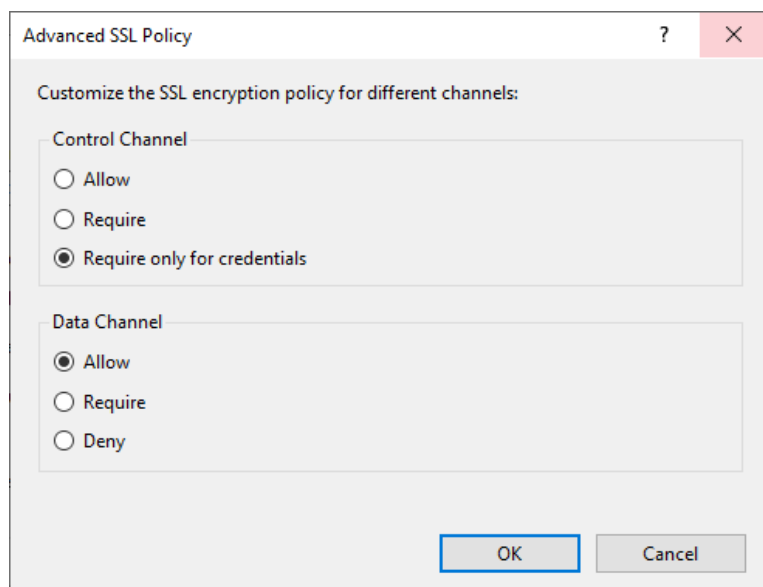 Advanced SSL Policy ?
Customize the SSL encryption policy for different channels:
Control Channel
Allow
Require
Require only for credentials
Data Channel
Allow
Require
Deny
OK Cancel